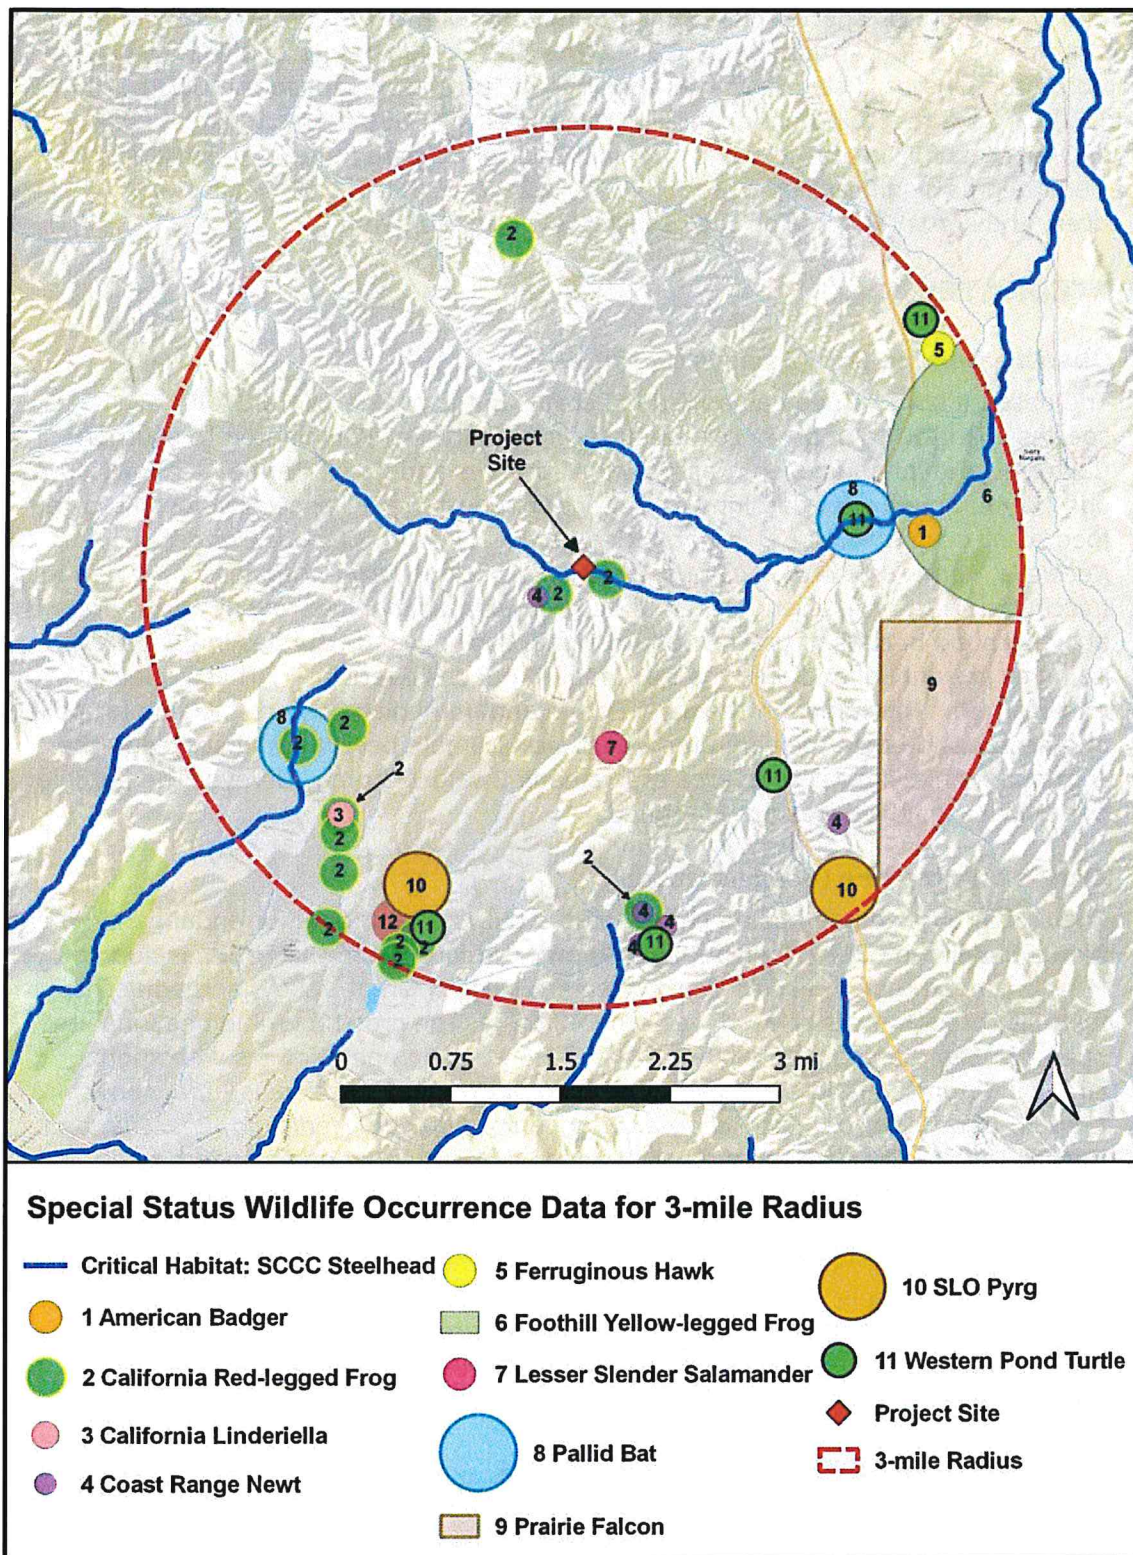 2
11
5
Project
Site
8
11
6
1
2
4 2
9
8
2
2
7
2
11
3
4
2
2
2
10
10
4
12
11
4
2
4 11
2 2
2
0 0.75 1.5 2.25 3 mi
Special Status Wildlife Occurrence Data for 3-mile Radius
Critical Habitat: SCCC Steelhead
1 American Badger
2 California Red-legged Frog
3 California Linderiella
4 Coast Range Newt
5 Ferruginous Hawk
6 Foothill Yellow-legged Frog
7 Lesser Slender Salamander
8 Pallid Bat
9 Prairie Falcon
10 SLO Pyrg
11 Western Pond Turtle
Project Site
3-mile Radius